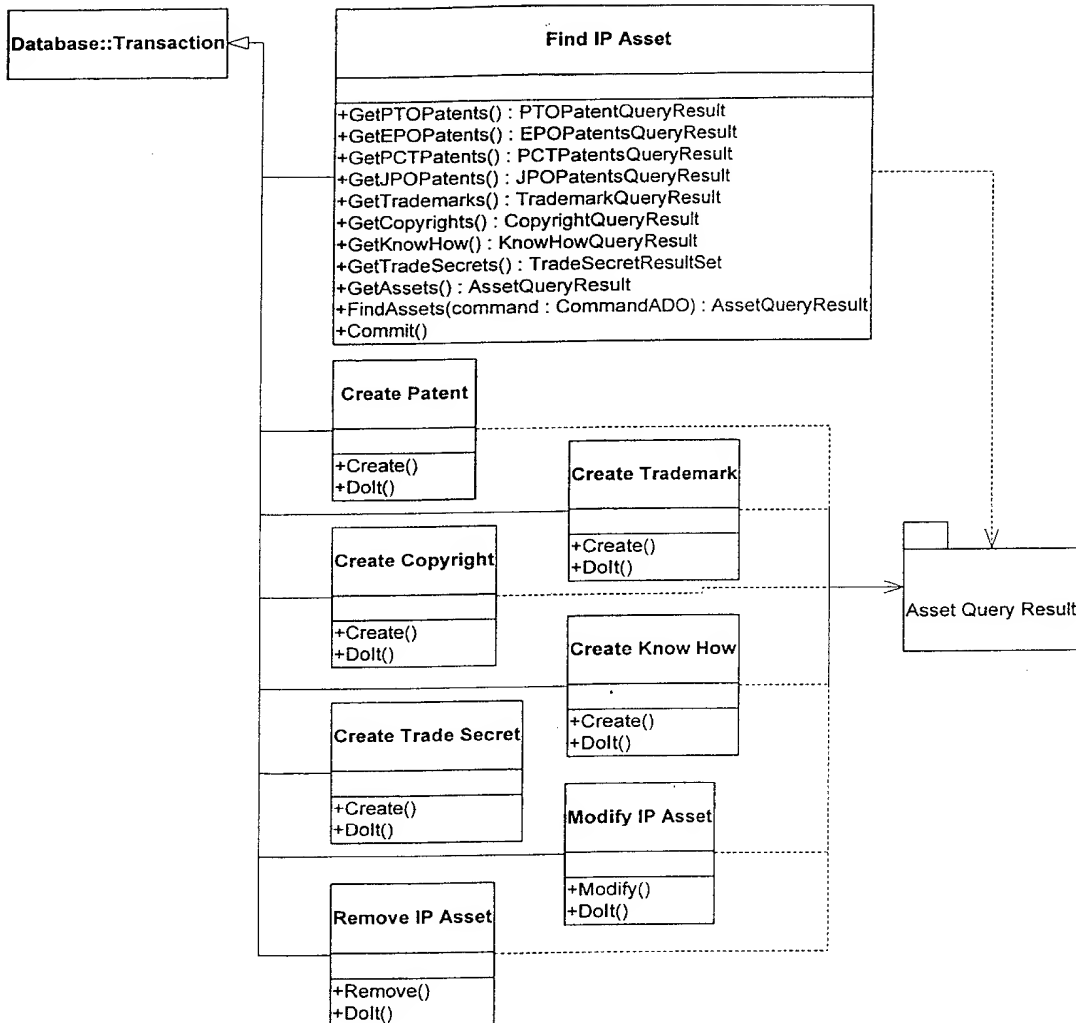 Database::Transaction
Find IP Asset
+GetPTOPatents() : PTOPatentQueryResult
+GetEPOPatents() : EPOPatentsQueryResult
+GetPCTPatents() : PCTPatentsQueryResult
+GetJPOPatents() : JPOPatentsQueryResult
+GetTrademarks() : TrademarkQueryResult
+GetCopyrights() : CopyrightQueryResult
+GetKnowHow() : KnowHowQueryResult
+GetTradeSecrets() : TradeSecretResultSet
+GetAssets() : AssetQueryResult
+FindAssets(command : CommandADO) : AssetQueryResult
+Commit()
Create Patent
+Create()
+DoIt()
Create Trademark
+Create()
+DoIt()
Create Copyright
+Create()
+DoIt()
Asset Query Result
Create Know How
+Create()
+DoIt()
Create Trade Secret
+Create()
+DoIt()
Modify IP Asset
+Modify()
+DoIt()
Remove IP Asset
+Remove()
+DoIt()